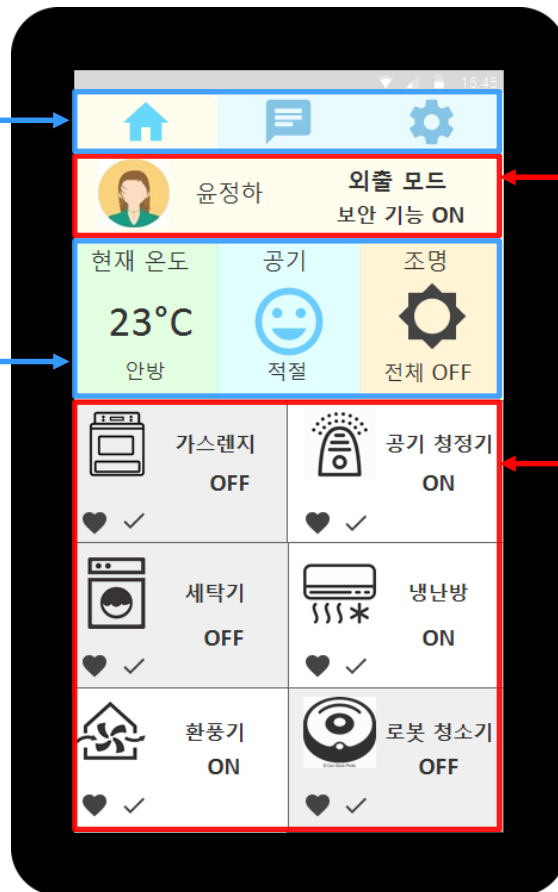 15:45
윤정하
외출 모드
보안 기능 ON
현재 온도
23°C
안방
공기
적절
조명
전체 OFF
가스렌지
OFF
공기 청정기
ON
세탁기
OFF
냉난방
ON
환풍기
ON
로봇 청소기
OFF